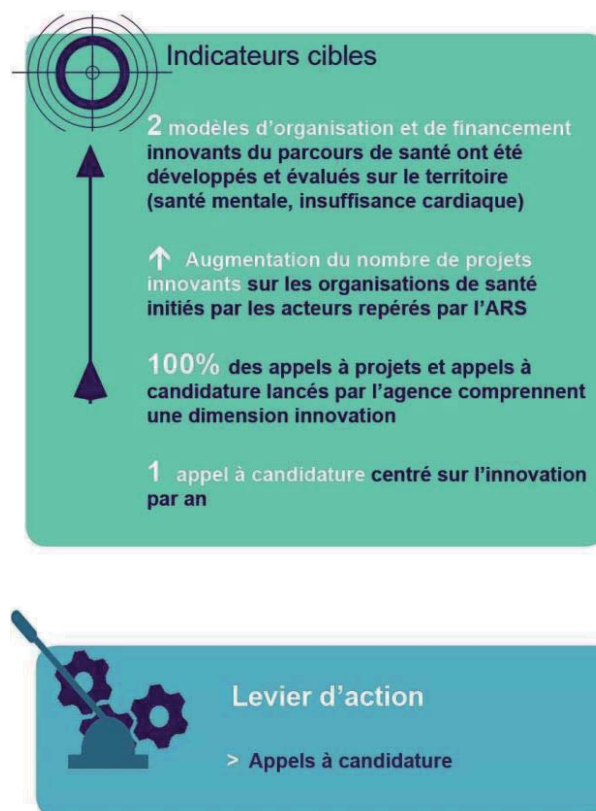 Indicateurs cibles
2 modèles d'organisation et de financement
innovants du parcours de santé ont été
développés et évalués sur le territoire
(santé mentale, insuffisance cardiaque)
↑ Augmentation du nombre de projets
innovants sur les organisations de santé
initiés par les acteurs repérés par l'ARS
100% des appels à projets et appels à
candidature lancés par l'agence comprennent
une dimension innovation
1 appel à candidature centré sur l'innovation
par an
Levier d'action
> Appels à candidature